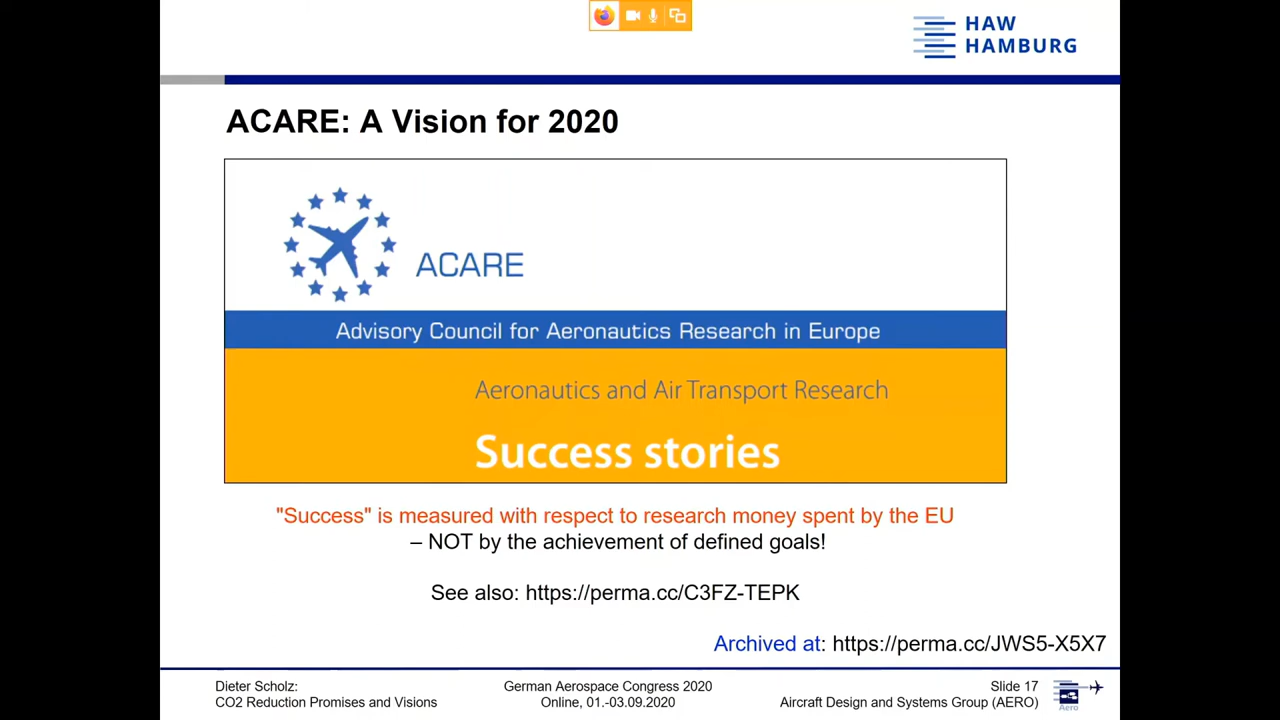 HAW
HAMBURG
ACARE: A Vision for 2020
ACARE
Advisory Council for Aeronautics Research in Europe
Aeronautics and Air Transport Research
Success stories
"Success" is measured with respect to research money spent by the EU
– NOT by the achievement of defined goals!
See also: https://perma.cc/C3FZ-TEPK
Archived at: https://perma.cc/JWS5-X5X7
Dieter Scholz:
CO2 Reduction Promises and Visions
German Aerospace Congress 2020
Online, 01.-03.09.2020
Slide 17
Aircraft Design and Systems Group (AERO)
Aero